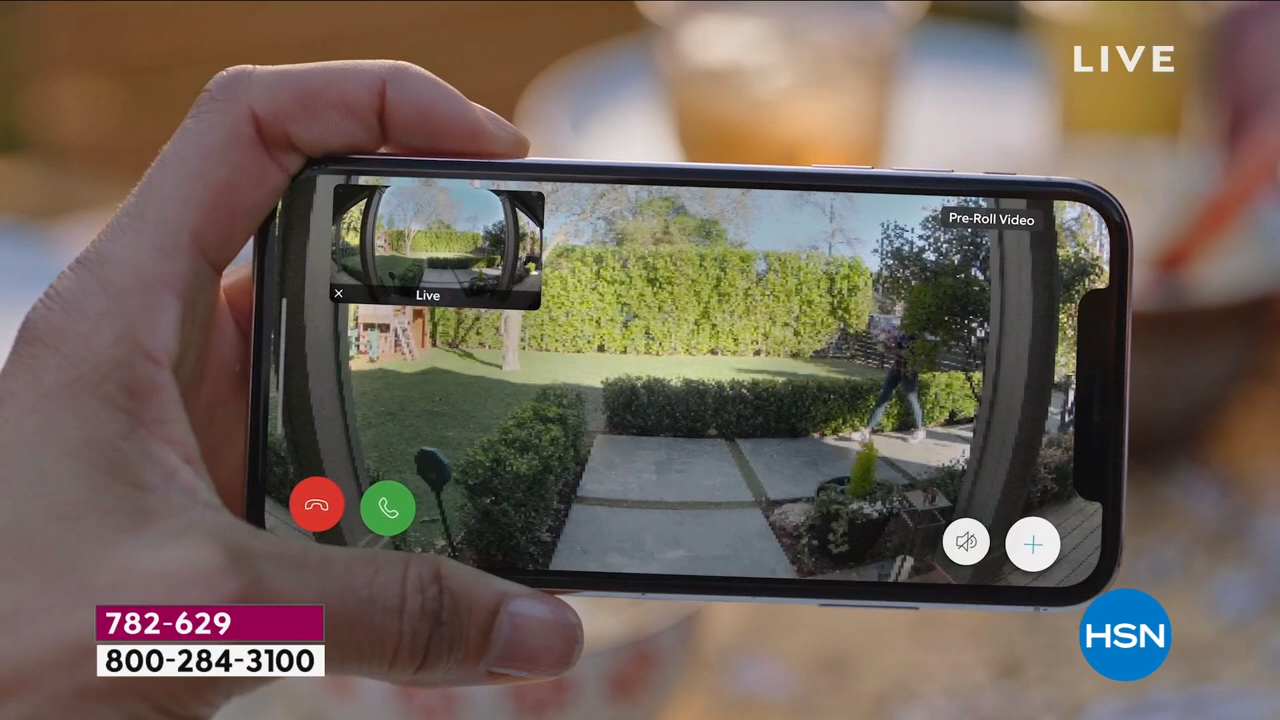 LIVE
Pre-Roll Video
Live
782-629
800-284-3100
HSN